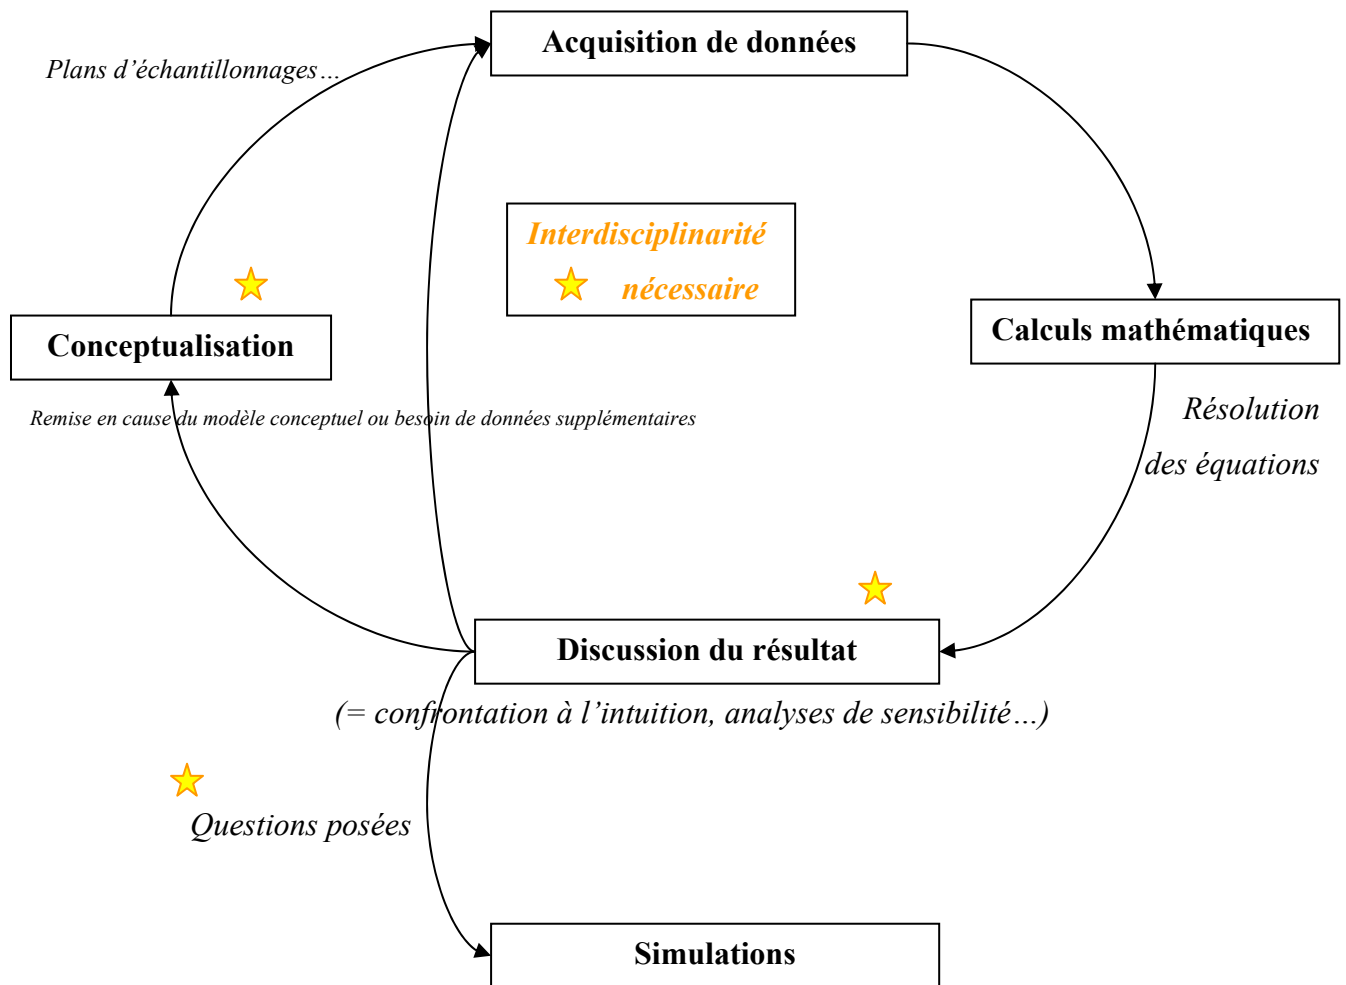 Acquisition de données
Plans d’échantillonnages…
Interdisciplinarité
nécessaire
Conceptualisation
Calculs mathématiques
Remise en cause du modèle conceptuel ou besoin de données supplémentaires
Résolution
des équations
Discussion du résultat
(= confrontation à l’intuition, analyses de sensibilité…)
Questions posées
Simulations